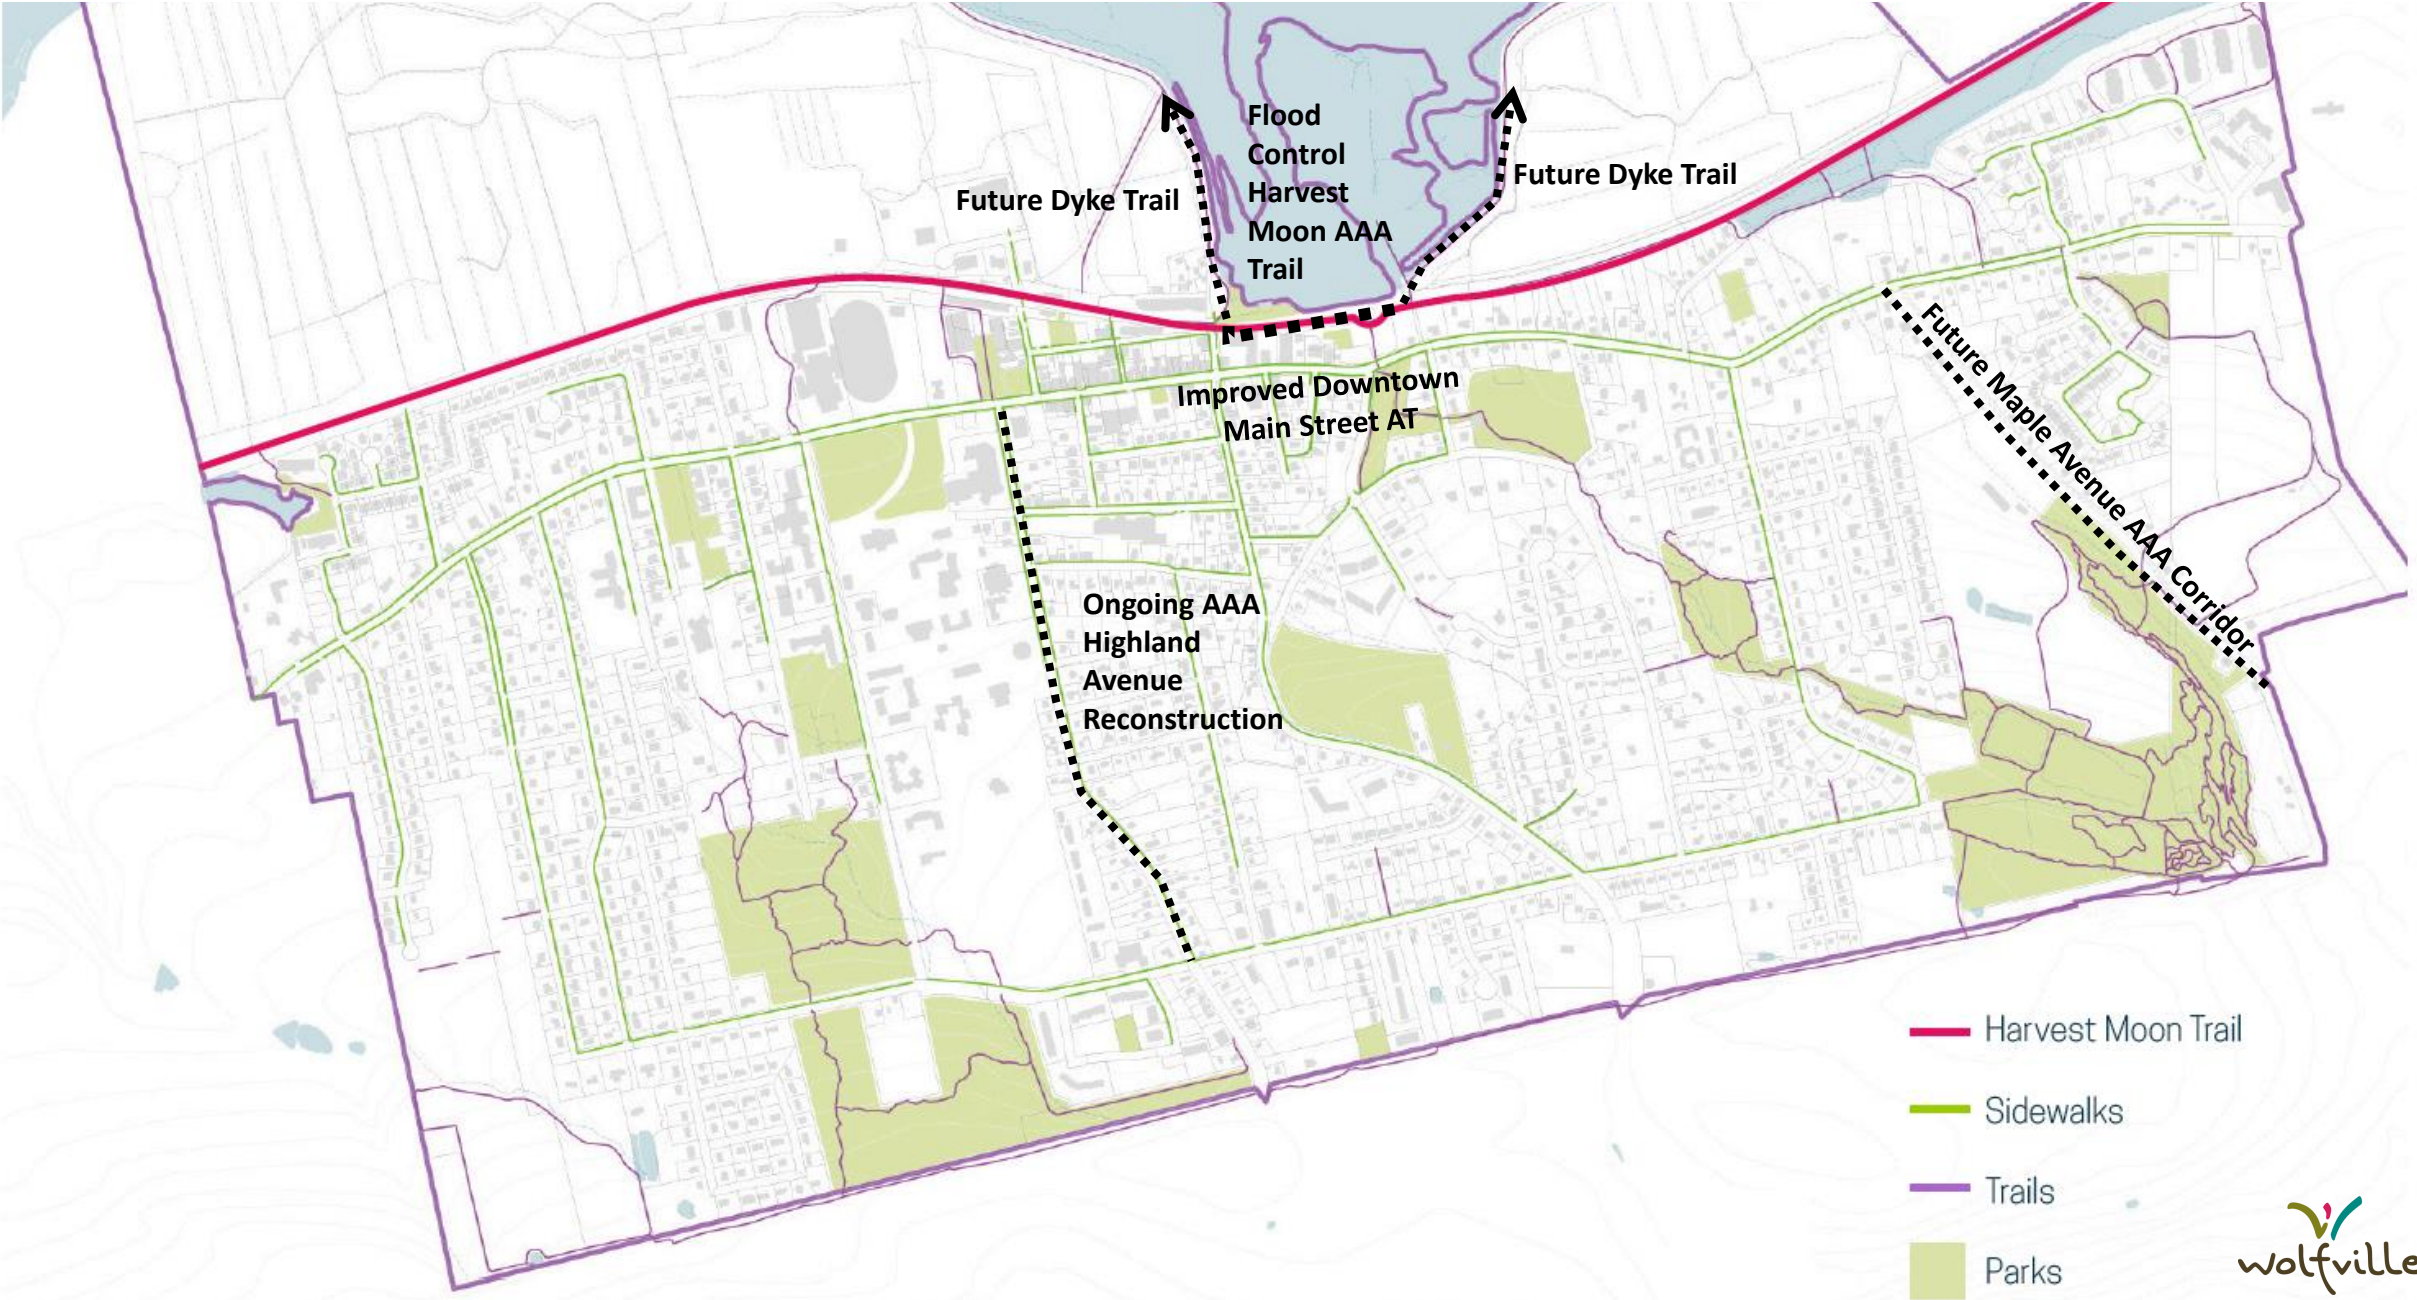 Flood
Control
Harvest
Moon AAA
Trail
Future Dyke Trail
Future Dyke Trail
Improved Downtown
Main Street AT
Future Maple Avenue AAA Corridor
Ongoing AAA
Highland
Avenue
Reconstruction
Harvest Moon Trail
Sidewalks
Trails
Parks
wolfville